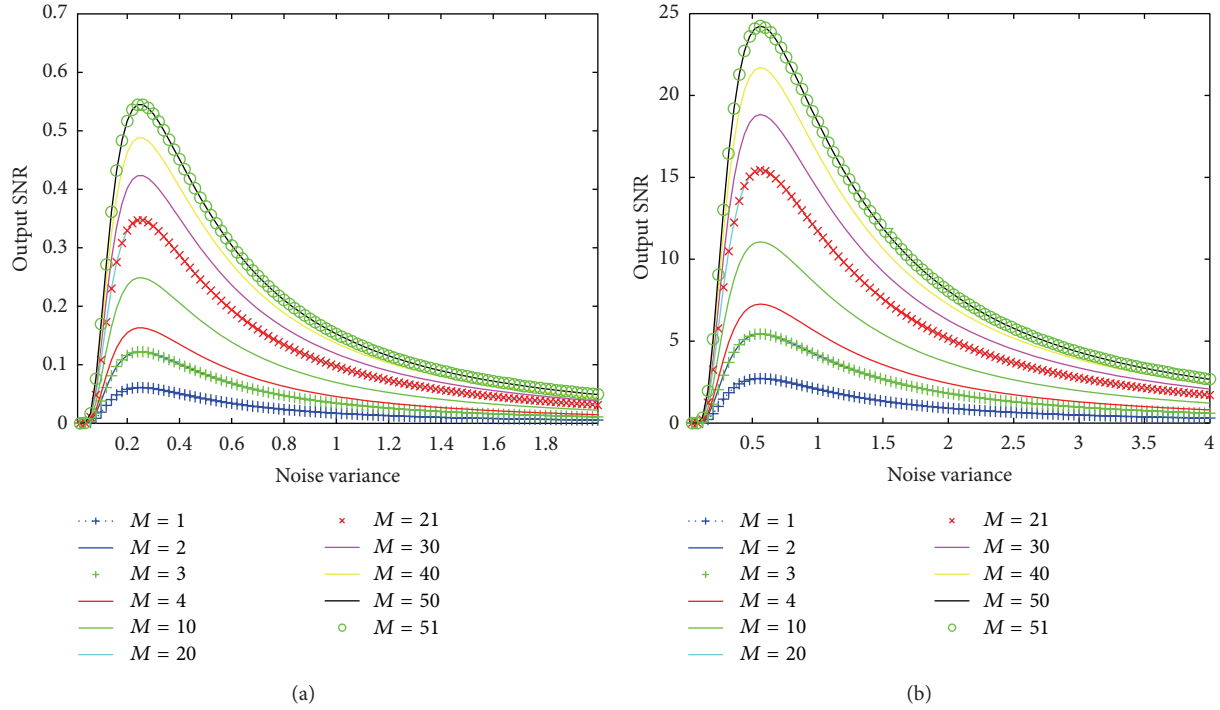 0.7
0.6
0.5
0.4
0.3
0.2
0.1
0
Output SNR
0.2 0.4 0.6 0.8 1 1.2 1.4 1.6 1.8
Noise variance
M = 1
M = 2
M = 3
M = 4
M = 10
M = 20
M = 21
M = 30
M = 40
M = 50
M = 51
(a)
25
20
15
10
5
0
Output SNR
0.5 1 1.5 2 2.5 3 3.5 4
Noise variance
M = 1
M = 2
M = 3
M = 4
M = 10
M = 20
M = 21
M = 30
M = 40
M = 50
M = 51
(b)